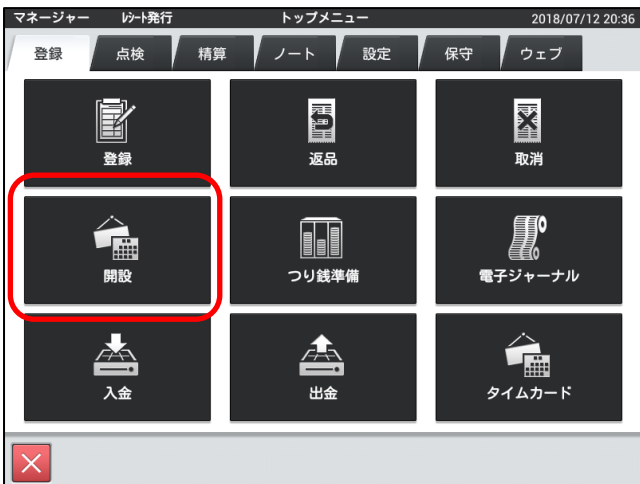 マネージャー ﾚｼｰﾄ発行 トップメニュー 2018/07/12 20:36
登録 点検 精算 ノート 設定 保守 ウェブ
登録 返品 取消
開設 つり銭準備 電子ジャーナル
入金 出金 タイムカード